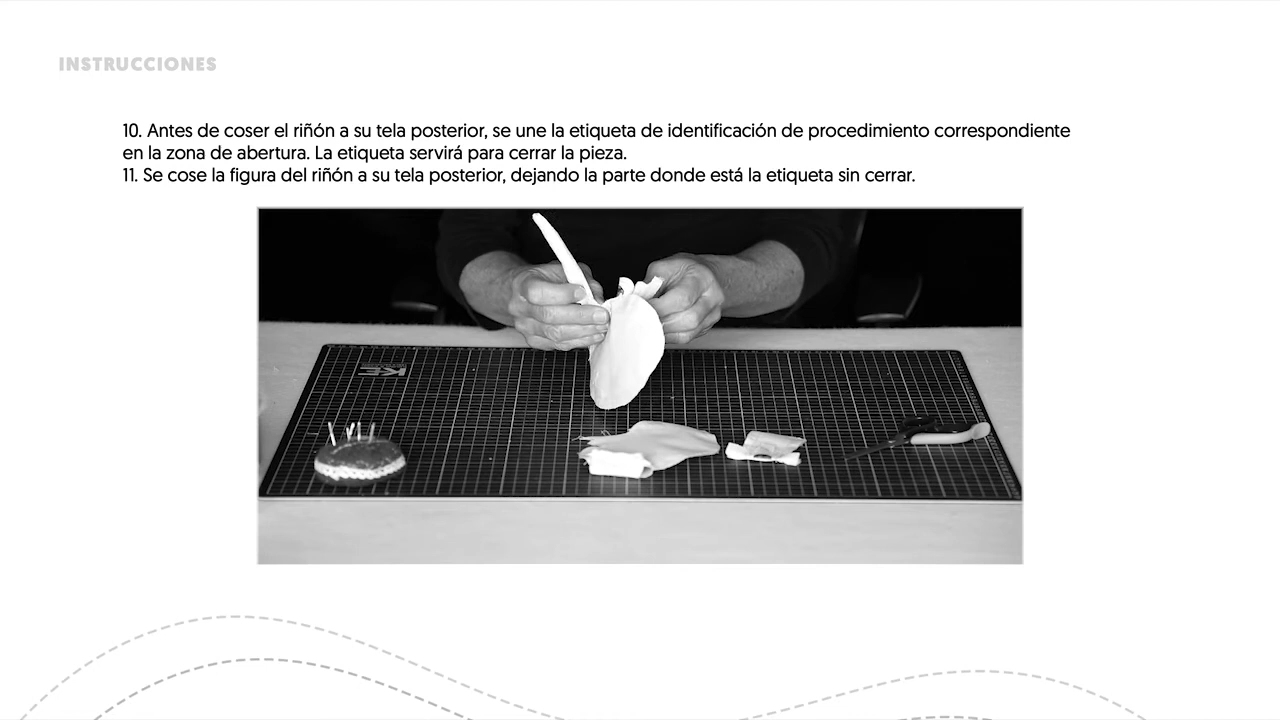 INSTRUCCIONES
10. Antes de coser el riñón a su tela posterior, se une la etiqueta de identificación de procedimiento correspondiente
en la zona de abertura. La etiqueta servirá para cerrar la pieza.
11. Se cose la figura del riñón a su tela posterior, dejando la parte donde está la etiqueta sin cerrar.